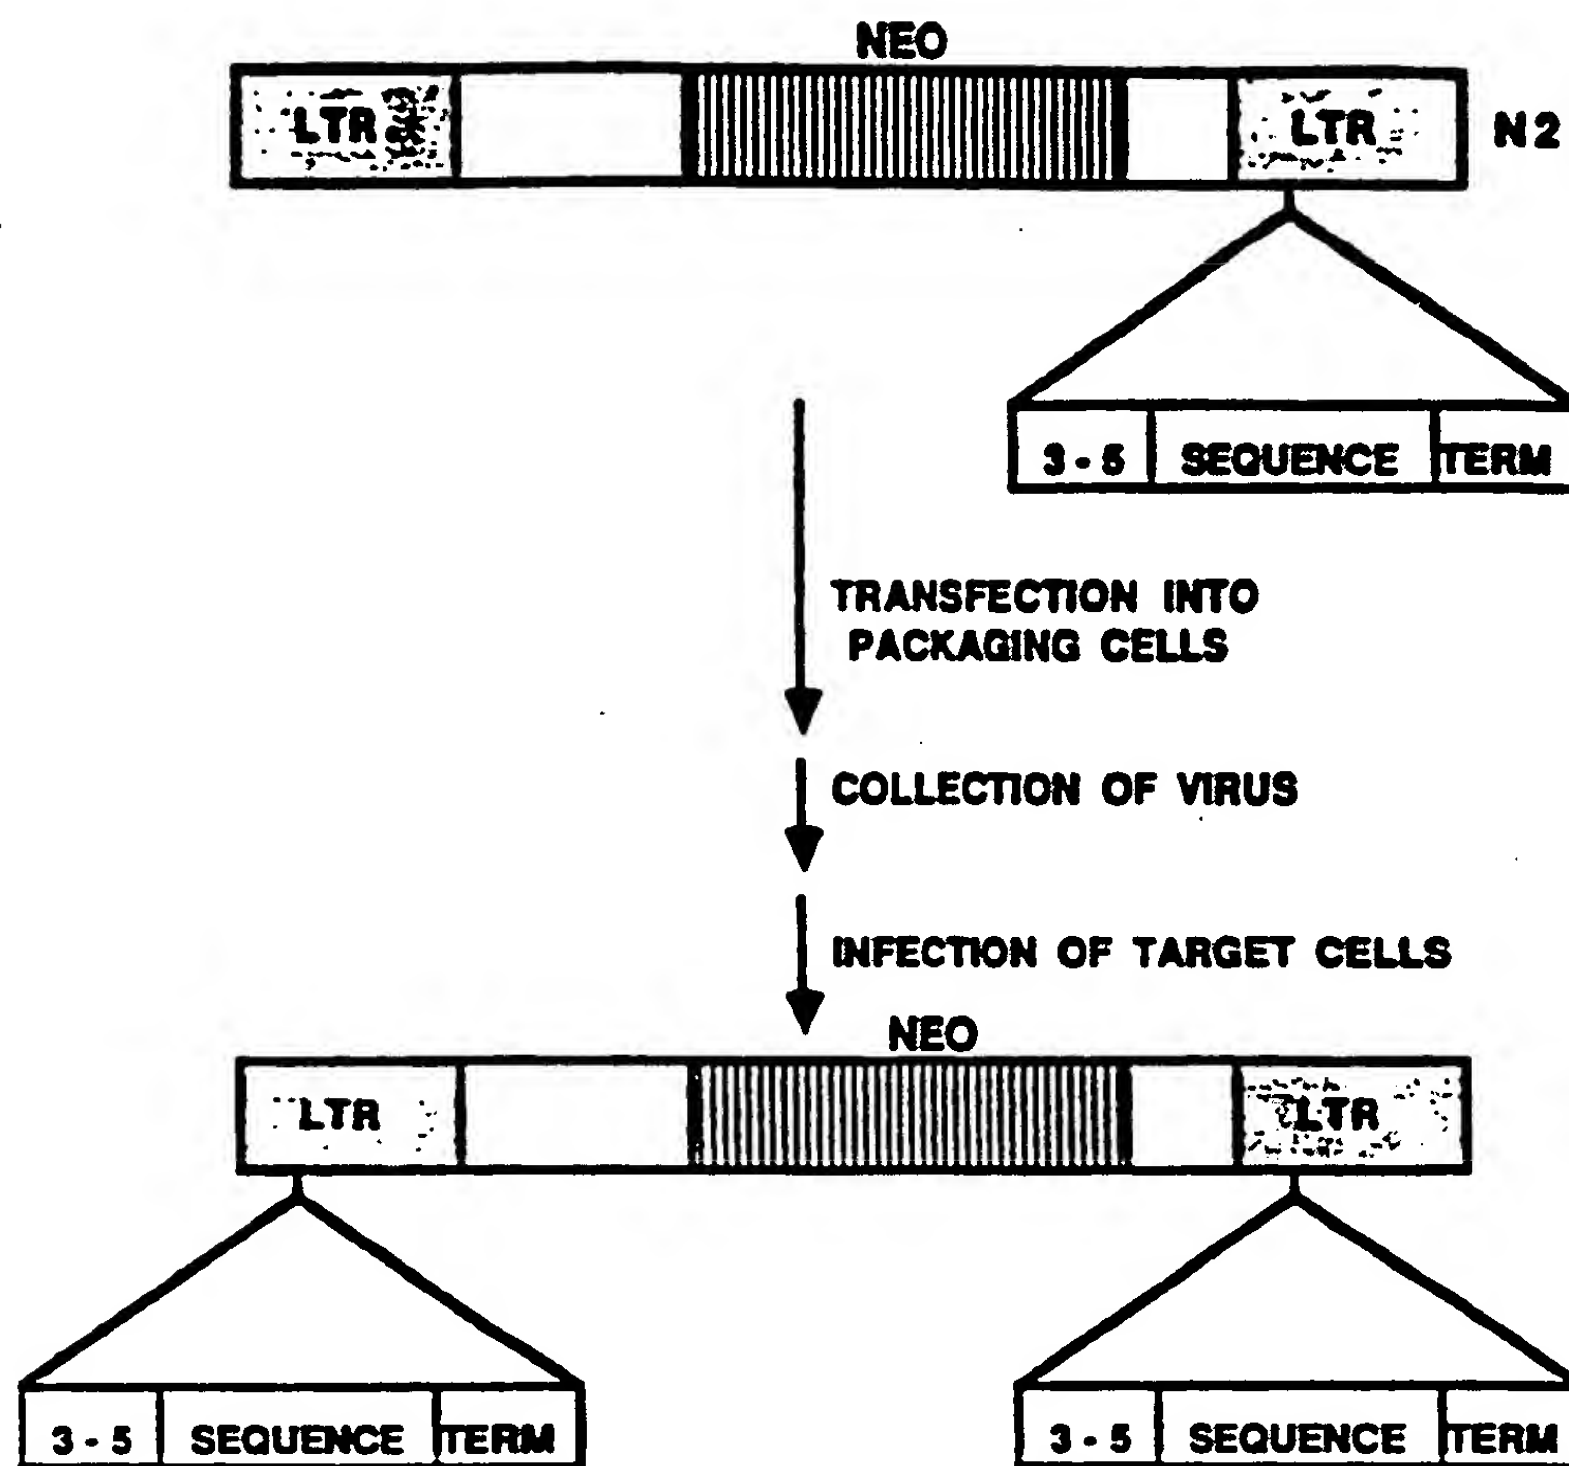 NEO
LTR LTR N2
3 - 5 SEQUENCE TERM
TRANSFECTION INTO
PACKAGING CELLS
COLLECTION OF VIRUS
INFECTION OF TARGET CELLS
NEO
LTR LTR
3 - 5 SEQUENCE TERM 3 - 5 SEQUENCE TERM